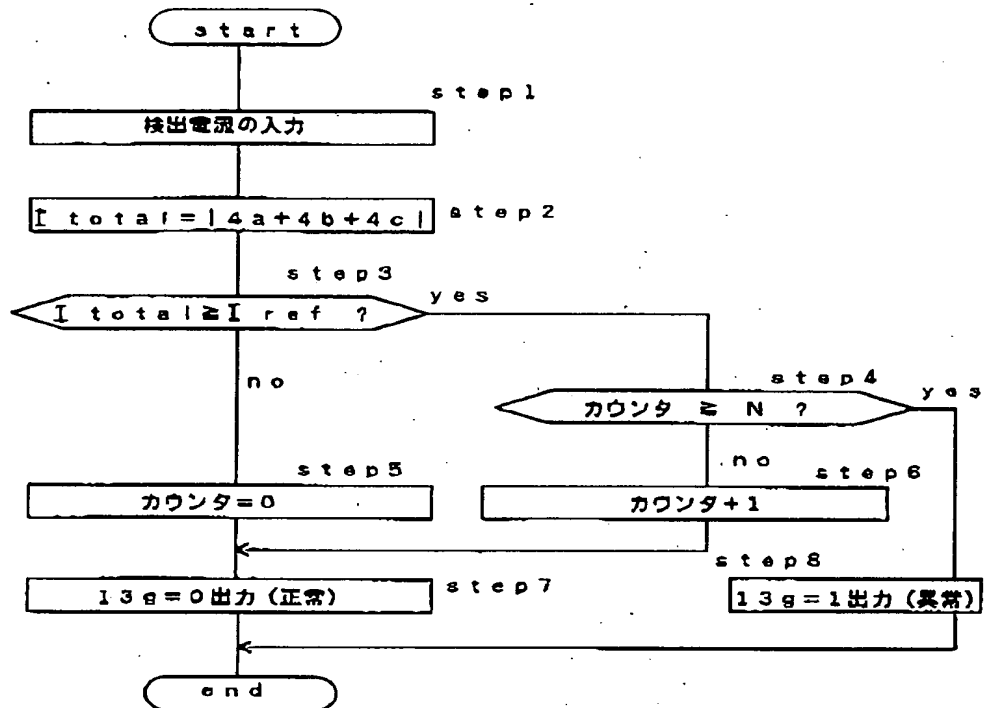 start
step1
検出電流の入力
I total=|4a+4b+4c|
step2
step3
I total≧I ref ?
yes
no
step4
カウンタ ≧ N ?
yes
no
step5
カウンタ=0
step6
カウンタ+1
step7
13g=0出力(正常)
step8
13g=1出力(異常)
end